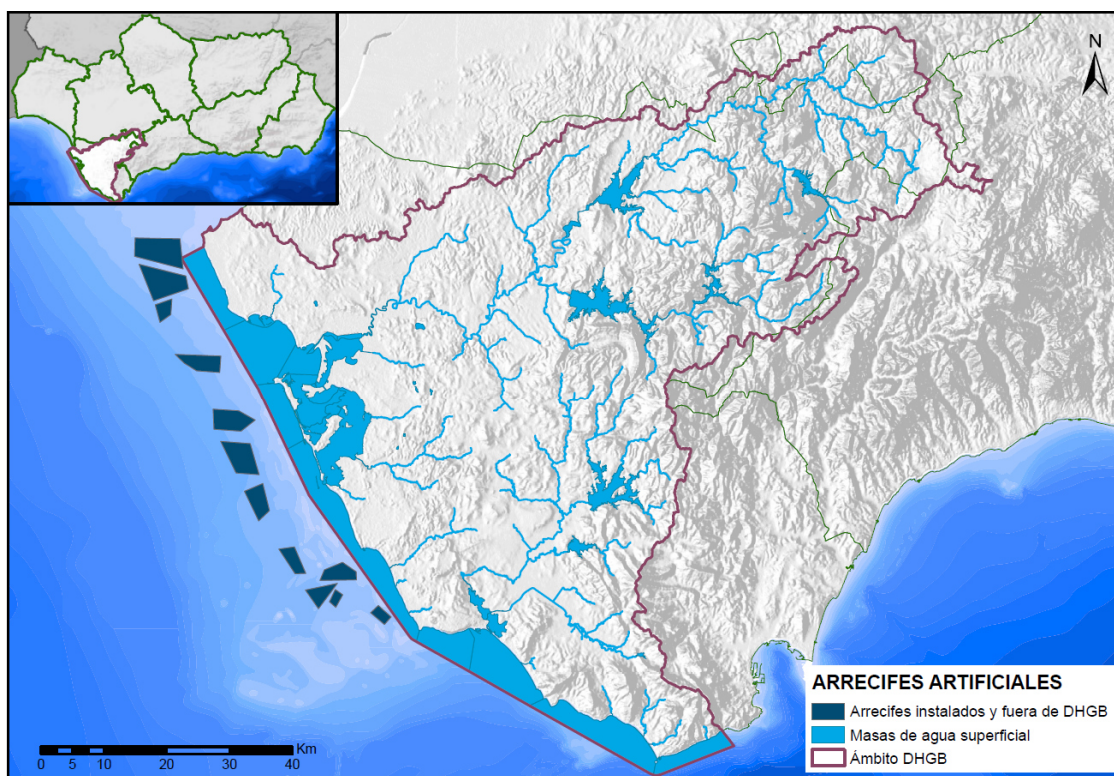 N
ARRECIFES ARTIFICIALES
Arrecifes instalados y fuera de DHGB
Masas de agua superficial
Ámbito DHGB
Km
0 5 10 20 30 40